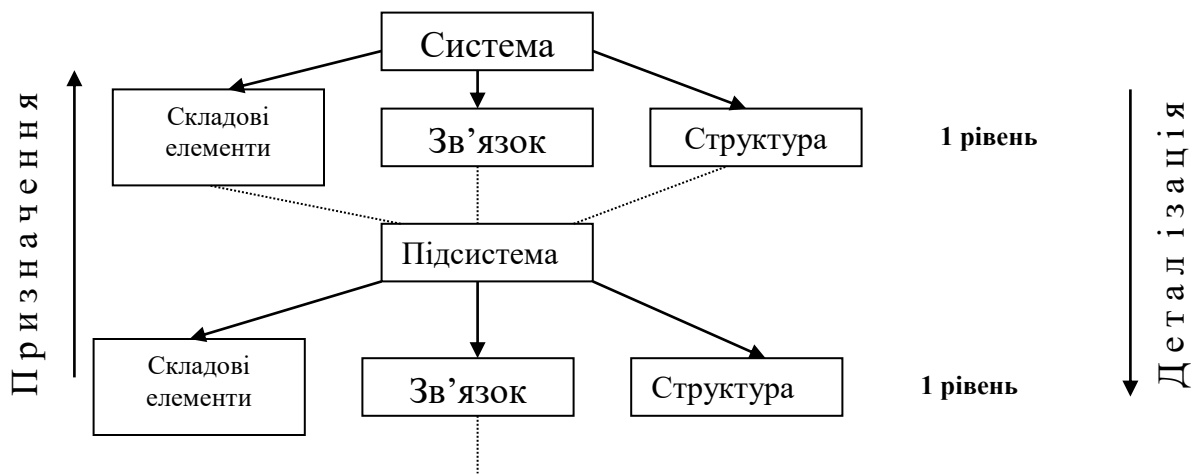 Система
Призначення
Складові
елементи
Зв’язок
Структура
1 рівень
Деталізація
Підсистема
Складові
елементи
Зв’язок
Структура
1 рівень